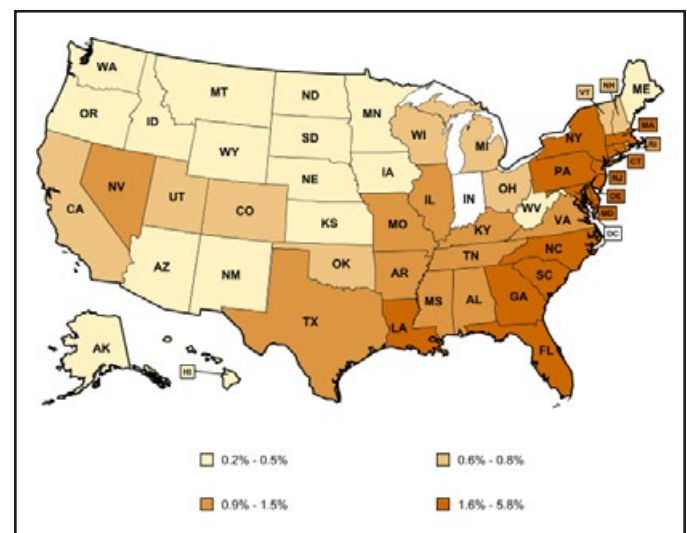 WA
MT
ND
MN
ME
VT
NH
OR
ID
SD
WI
MI
NY
MA
RI
CT
WY
NE
IA
PA
NJ
NV
UT
CO
KS
MO
IL
IN
OH
WV
VA
DE
MD
DC
CA
KY
NC
AZ
NM
OK
AR
TN
SC
TX
LA
MS
AL
GA
FL
AK
HI
0.2% - 0.5%
0.6% - 0.8%
0.9% - 1.5%
1.6% - 5.8%